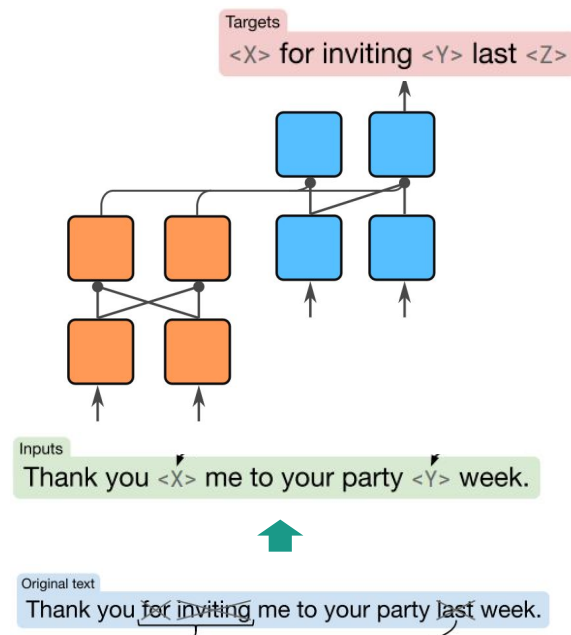 Targets
<X> for inviting <Y> last <Z>
Inputs
Thank you <X> me to your party <Y> week.
Original text
Thank you for inviting me to your party last week.